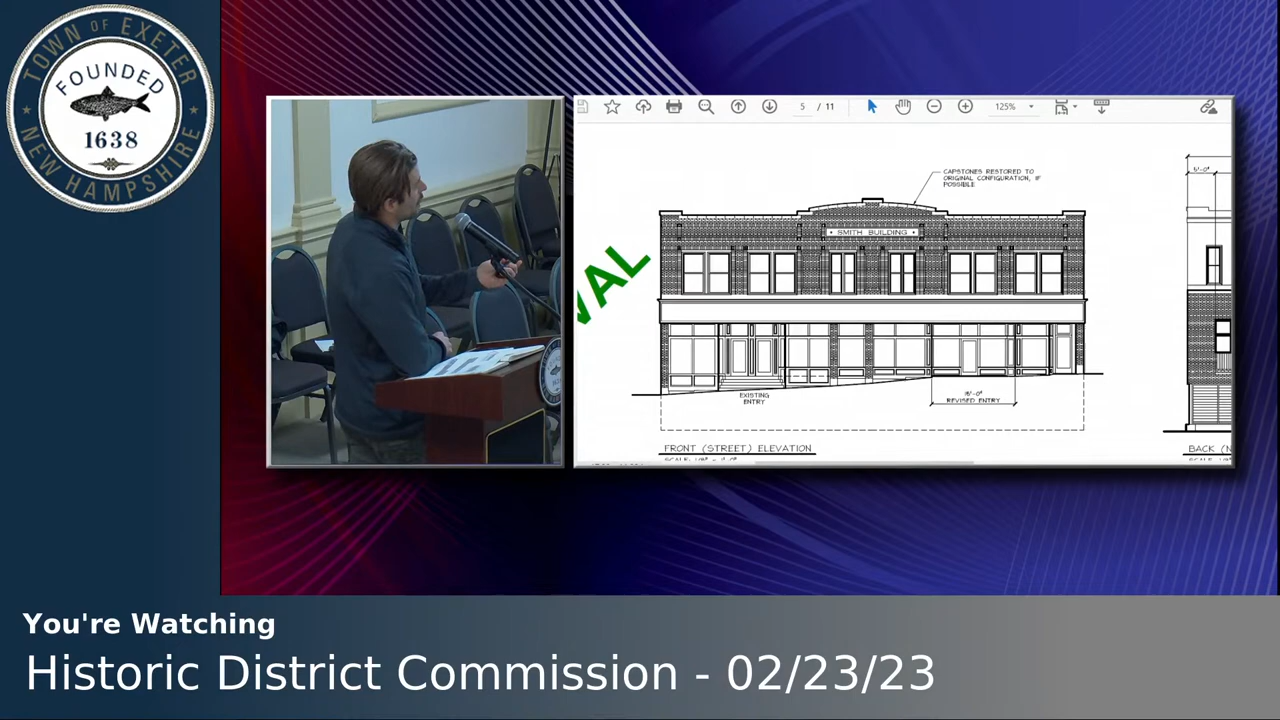 TOWN OF EXETER
FOUNDED
1638
NEW HAMPSHIRE
5 / 11
125%
CAPSTONES RESTORED TO
ORIGINAL CONFIGURATION, IF
POSSIBLE
• SMITH BUILDING •
VAL
EXISTING
ENTRY
REVISED ENTRY
FRONT (STREET) ELEVATION
BACK (N
You're Watching
Historic District Commission - 02/23/23